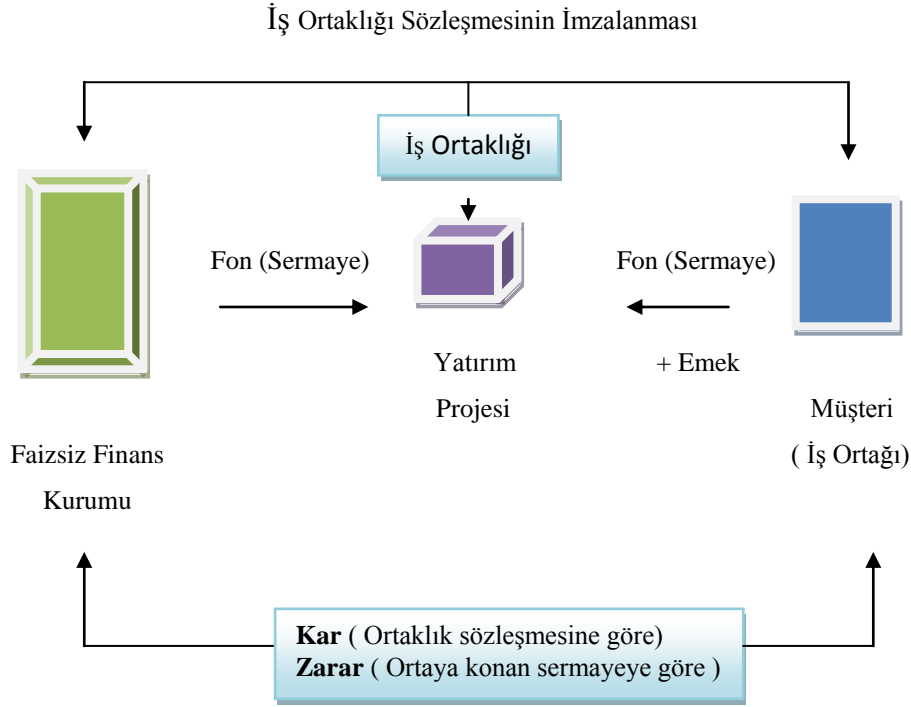 İş Ortaklığı Sözleşmesinin İmzalanması
İş Ortaklığı
Fon (Sermaye)
Fon (Sermaye)
Yatırım
Projesi
+ Emek
Müşteri
( İş Ortağı)
Faizsiz Finans
Kurumu
Kar ( Ortaklık sözleşmesine göre)
Zarar ( Ortaya konan sermayeye göre )